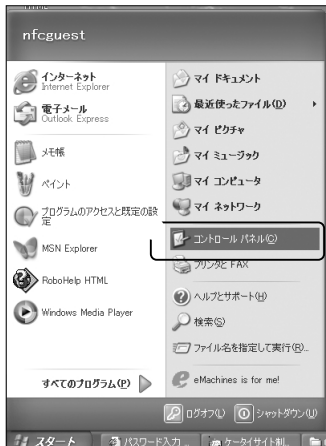 nfcguest
インターネット
Internet Explorer
電子メール
Outlook Express
メモ帳
ペイント
プログラムのアクセスと既定の設定
MSN Explorer
RoboHelp HTML
Windows Media Player
すべてのプログラム(P)
マイ ドキュメント
最近使ったファイル(D)
マイ ピクチャ
マイ ミュージック
マイ コンピュータ
マイ ネットワーク
コントロール パネル(C)
プリンタと FAX
ヘルプとサポート(H)
検索(S)
ファイル名を指定して実行(R)...
eMachines is for me!
ログオフ(L)
シャットダウン(U)
スタート
パスワード入力...
ケータイサイト制...